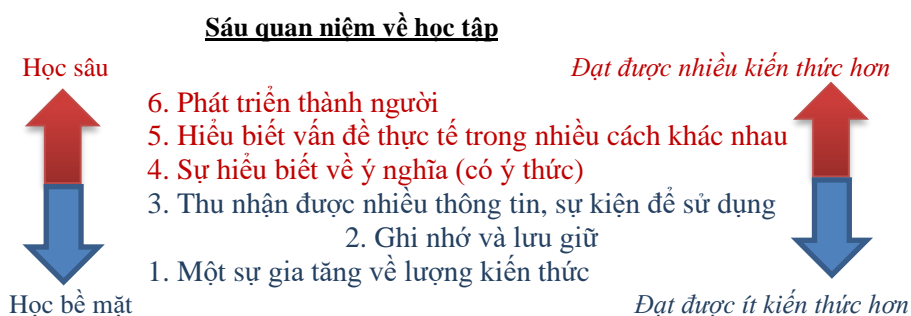 Sáu quan niệm về học tập
Học sâu
Đạt được nhiều kiến thức hơn
6. Phát triển thành người
5. Hiểu biết vấn đề thực tế trong nhiều cách khác nhau
4. Sự hiểu biết về ý nghĩa (có ý thức)
3. Thu nhận được nhiều thông tin, sự kiện để sử dụng
2. Ghi nhớ và lưu giữ
1. Một sự gia tăng về lượng kiến thức
Học bề mặt
Đạt được ít kiến thức hơn